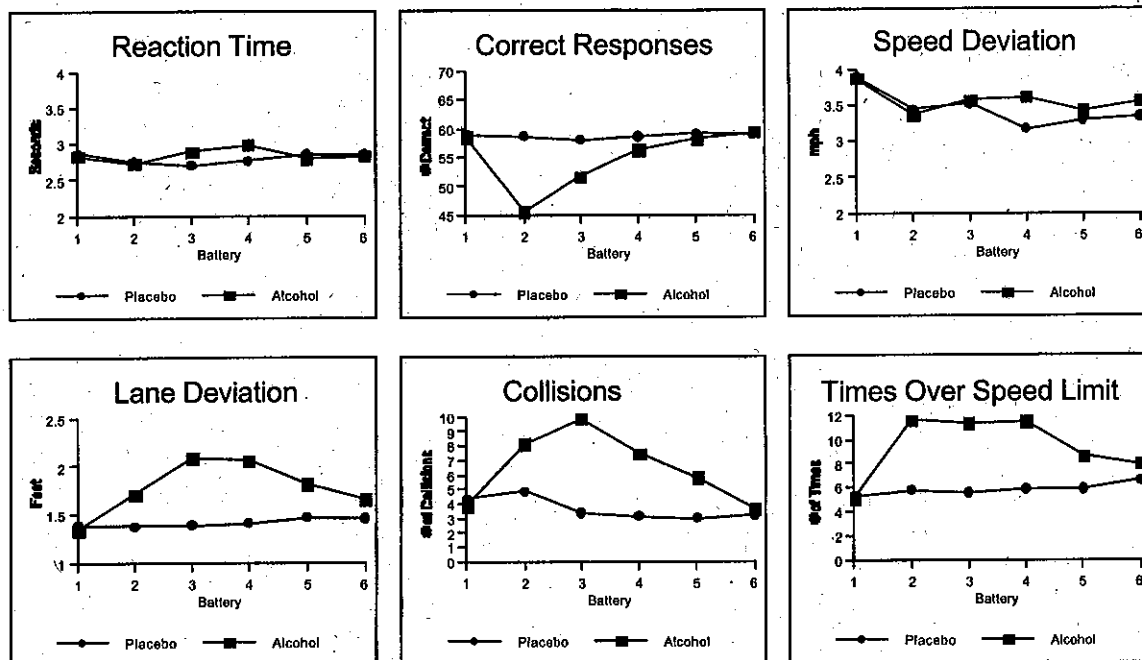 Reaction Time
4
3.5
3
2.5
2
Seconds
1 2 3 4 5 6
Battery
Placebo Alcohol
Correct Responses
70
65
60
55
50
45
# Correct
1 2 3 4 5 6
Battery
Placebo Alcohol
Speed Deviation
4
3.5
3
2.5
2
mph
1 2 3 4 5 6
Battery
Placebo Alcohol
Lane Deviation
2.5
2
1.5
1
Feet
1 2 3 4 5 6
Battery
Placebo Alcohol
Collisions
10
9
8
7
6
5
4
3
2
1
0
# of Collisions
1 2 3 4 5 6
Battery
Placebo Alcohol
Times Over Speed Limit
12
10
8
6
4
2
0
# of Times
1 2 3 4 5 6
Battery
Placebo Alcohol